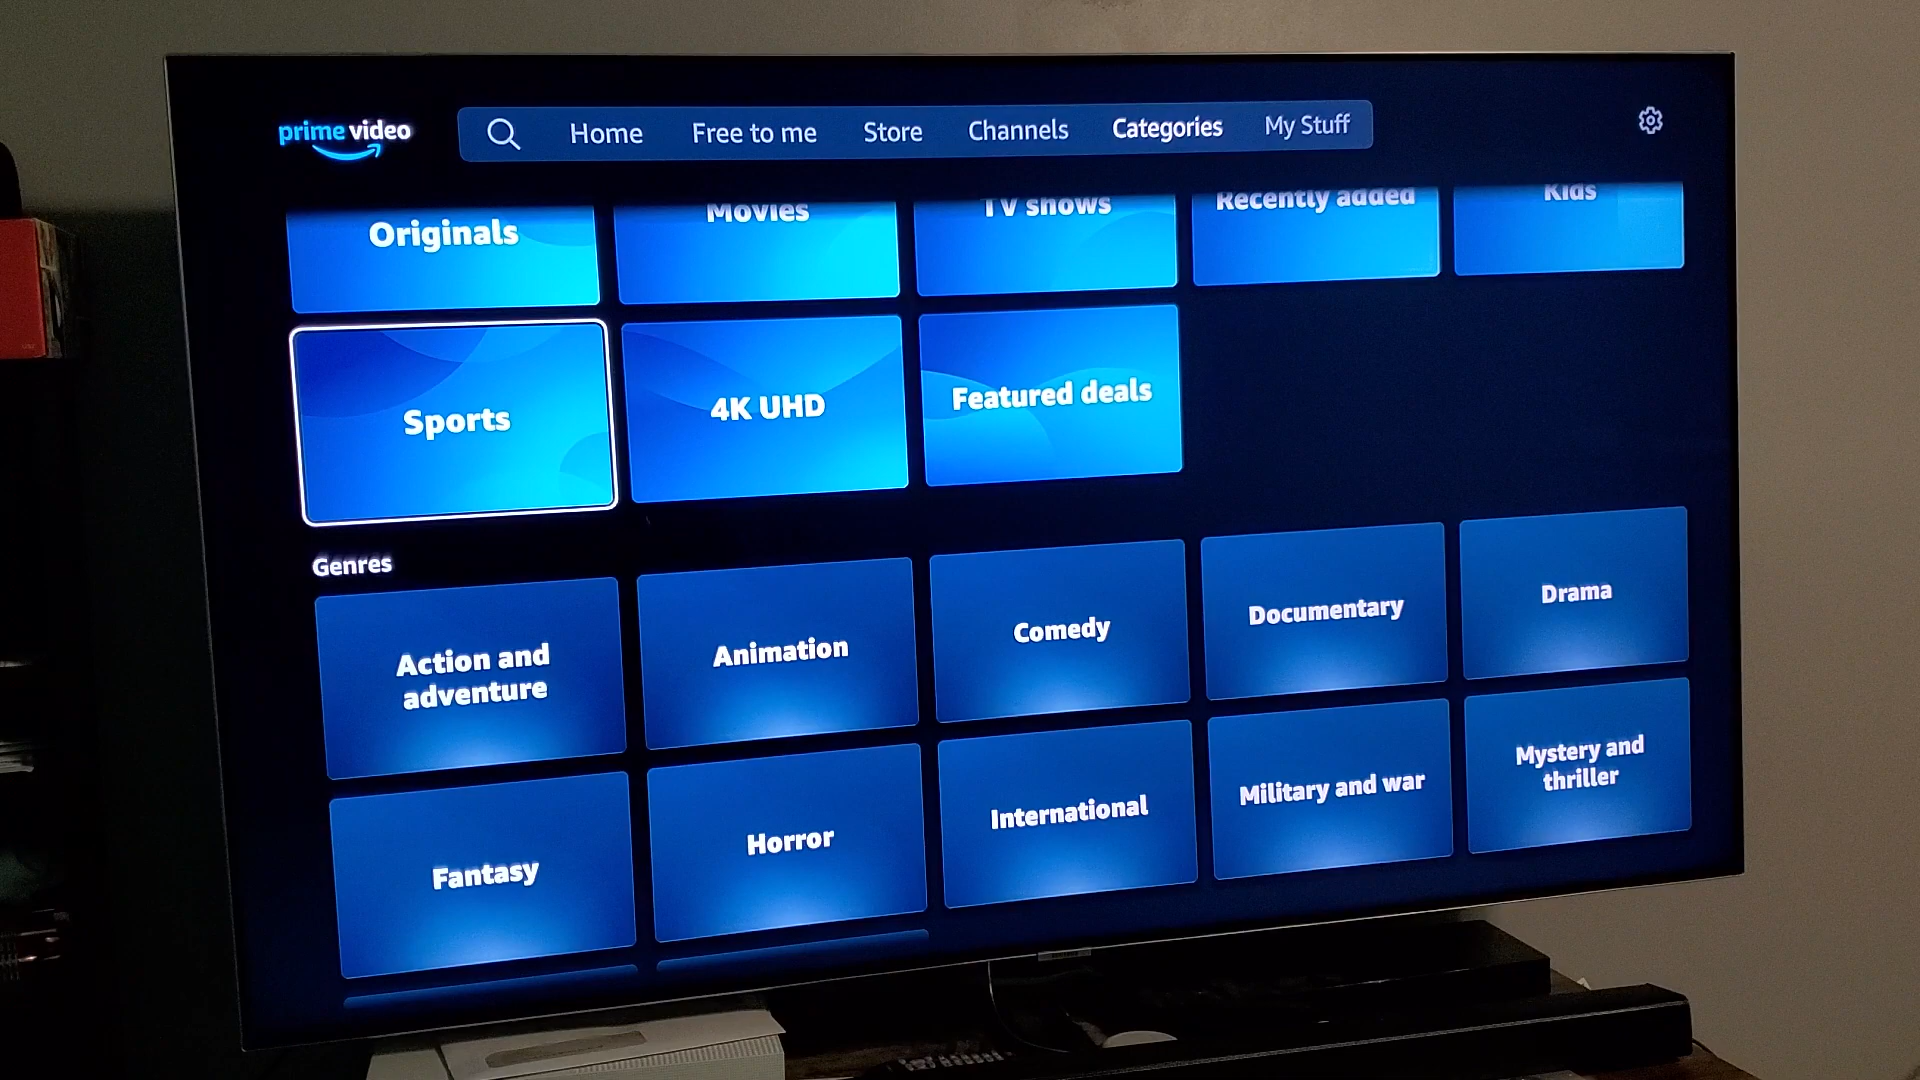 prime video
Home Free to me Store Channels Categories My Stuff
Originals Movies TV shows Recently added Kids
Sports 4K UHD Featured deals
Genres
Action and
adventure
Animation
Comedy
Documentary
Drama
Fantasy
Horror
International
Military and war
Mystery and
thriller